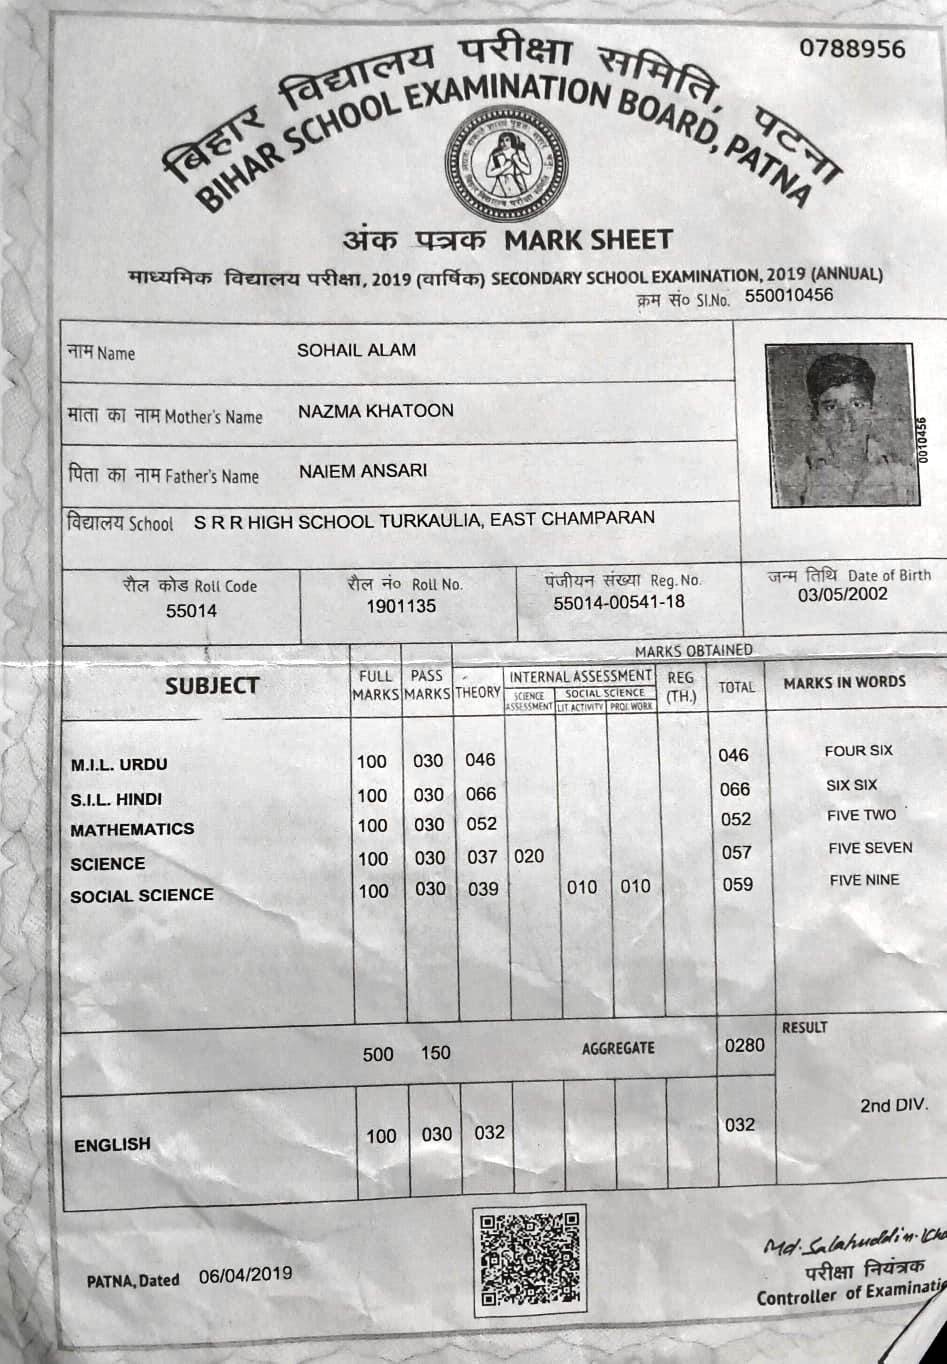 0788956
बिहार विद्यालय परीक्षा समिति, पटना
BIHAR SCHOOL EXAMINATION BOARD, PATNA
अंक पत्रक MARK SHEET
माध्यमिक विद्यालय परीक्षा, 2019 (वार्षिक) SECONDARY SCHOOL EXAMINATION, 2019 (ANNUAL)
क्रम सं० Sl.No. 550010456
नाम Name SOHAIL ALAM
माता का नाम Mother's Name NAZMA KHATOON
पिता का नाम Father's Name NAIEM ANSARI
0010456
विद्यालय School S R R HIGH SCHOOL TURKAULIA, EAST CHAMPARAN
रौल कोड Roll Code रौल नं० Roll No. पंजीयन संख्या Reg. No. जन्म तिथि Date of Birth
55014 1901135 55014-00541-18 03/05/2002
MARKS OBTAINED
SUBJECT FULL MARKS PASS MARKS THEORY INTERNAL ASSESSMENT REG (TH.) TOTAL MARKS IN WORDS
SCIENCE ASSESSMENT SOCIAL SCIENCE
LIT. ACTIVITY PROJ. WORK
M.I.L. URDU 100 030 046 046 FOUR SIX
S.I.L. HINDI 100 030 066 066 SIX SIX
MATHEMATICS 100 030 052 052 FIVE TWO
SCIENCE 100 030 037 020 057 FIVE SEVEN
SOCIAL SCIENCE 100 030 039 010 010 059 FIVE NINE
500 150 AGGREGATE 0280 RESULT
2nd DIV.
ENGLISH 100 030 032 032
PATNA, Dated 06/04/2019
Md. Salahuddin
परीक्षा नियंत्रक
Controller of